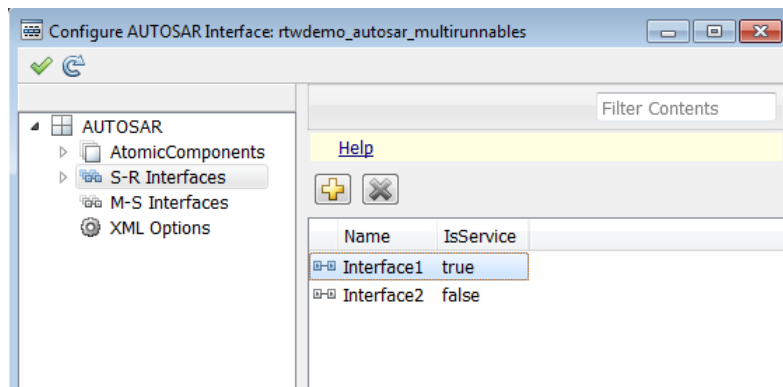 Configure AUTOSAR Interface: rtwdemo_autosar_multirunnables
Filter Contents
AUTOSAR
AtomicComponents
S-R Interfaces
M-S Interfaces
XML Options
Help
Name IsService
Interface1 true
Interface2 false